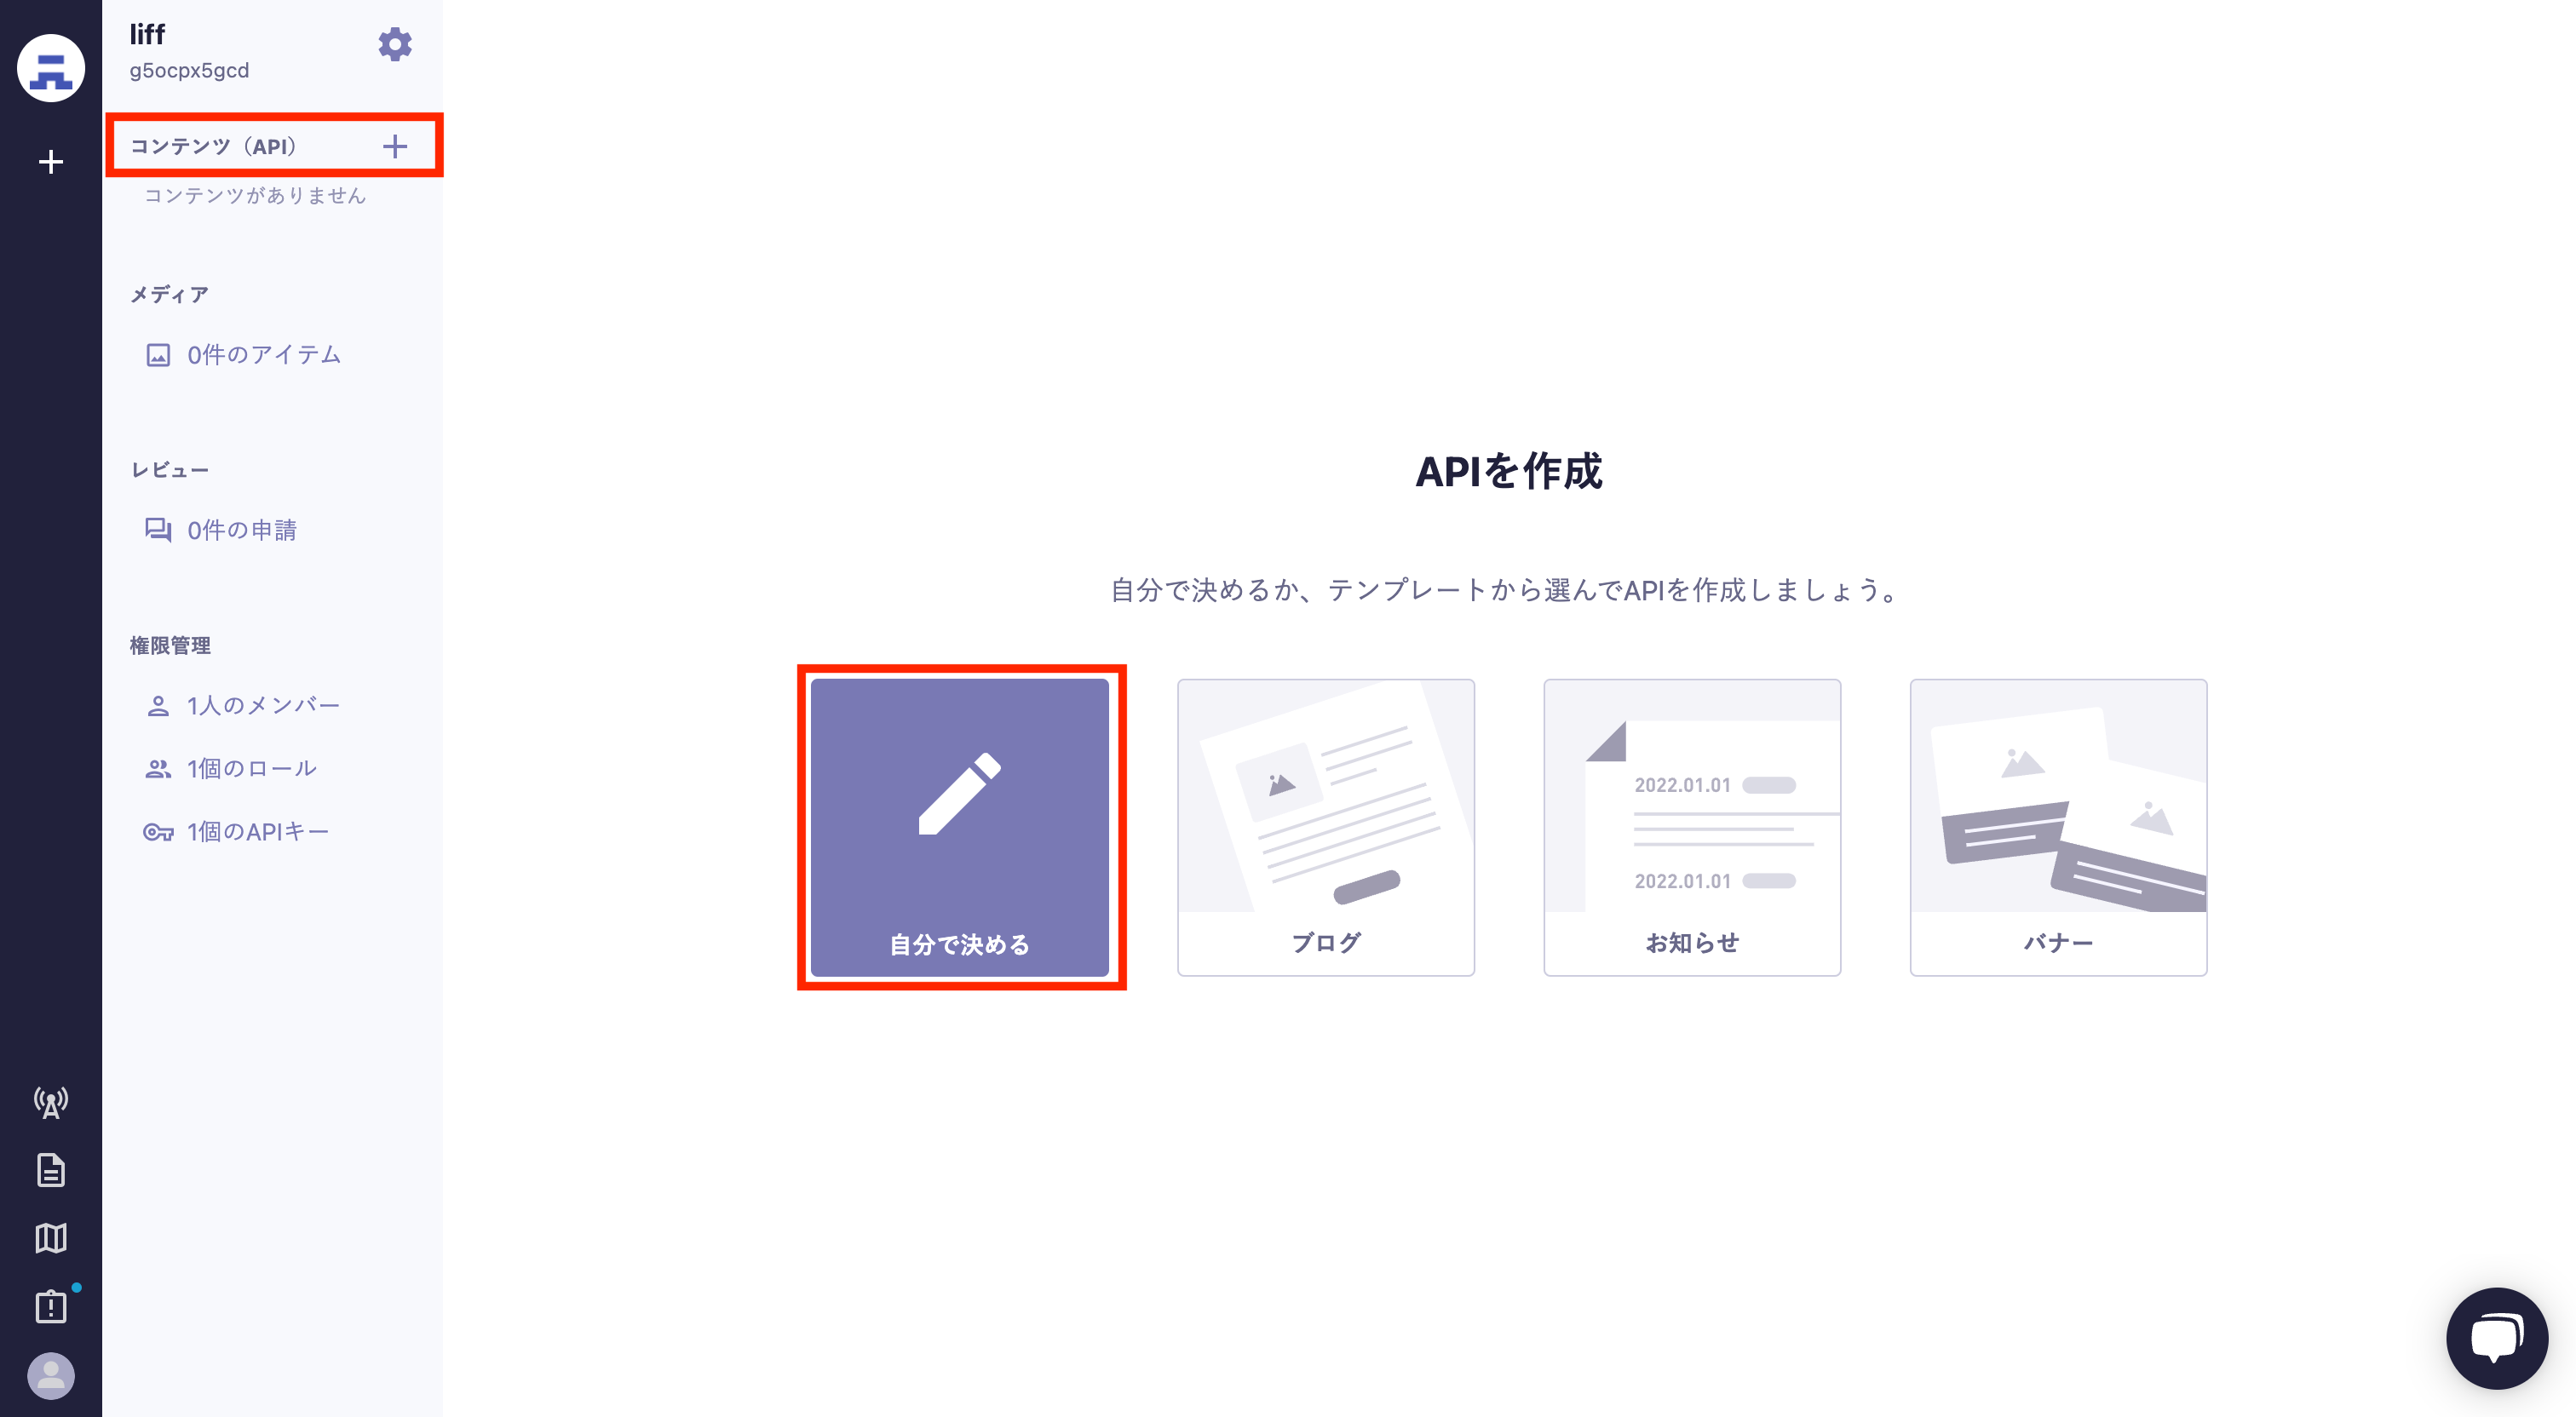 liff
g5ocpx5gcd
コンテンツ（API）
コンテンツがありません
メディア
0件のアイテム
レビュー
0件の申請
権限管理
1人のメンバー
1個のロール
1個のAPIキー
APIを作成
自分で決めるか、テンプレートから選んでAPIを作成しましょう。
自分で決める
ブログ
2022.01.01
2022.01.01
お知らせ
バナー